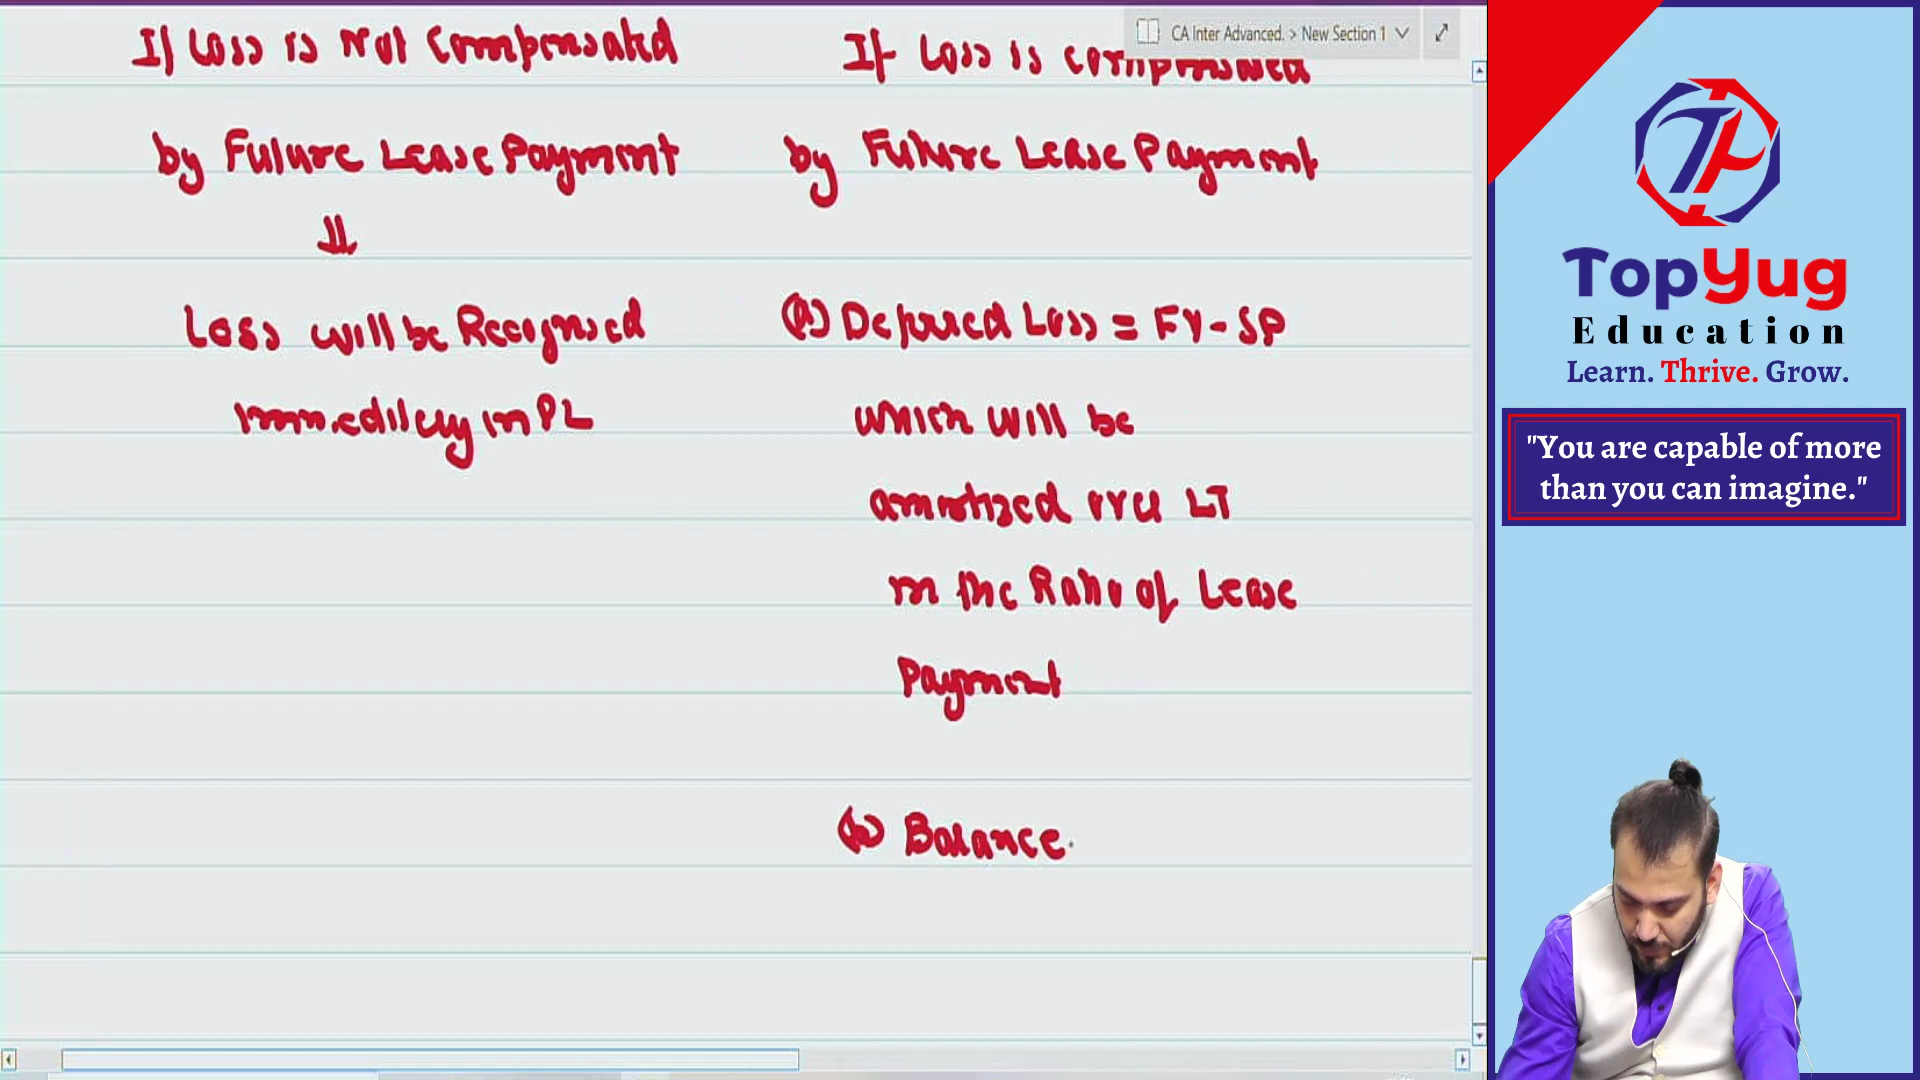 CA Inter Advanced. > New Section 1
If Loss is Not Compensated
by Future Lease Payment
Loss will be Recognised
immeditely in PL
If Loss is compensated
by Future Lease Payment
(a) Deferred Loss = FV - SP
which will be
amortized over LT
in the Ratio of Lease
Payment
(b) Balance
TopYug
Education
Learn. Thrive. Grow.
"You are capable of more
than you can imagine."